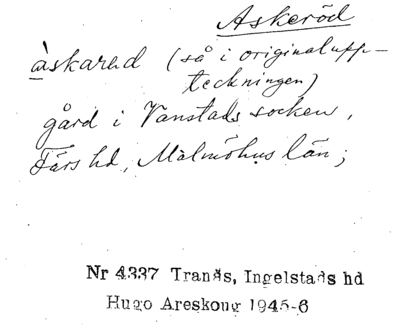 Askeröd
àskarad (så i originalupp-
teckningen)
gård i Vanstads socken,
Färs hd, Malmöhus län;
Nr 4337 Tranås, Ingelstads hd
Hugo Areskoug 1945-6